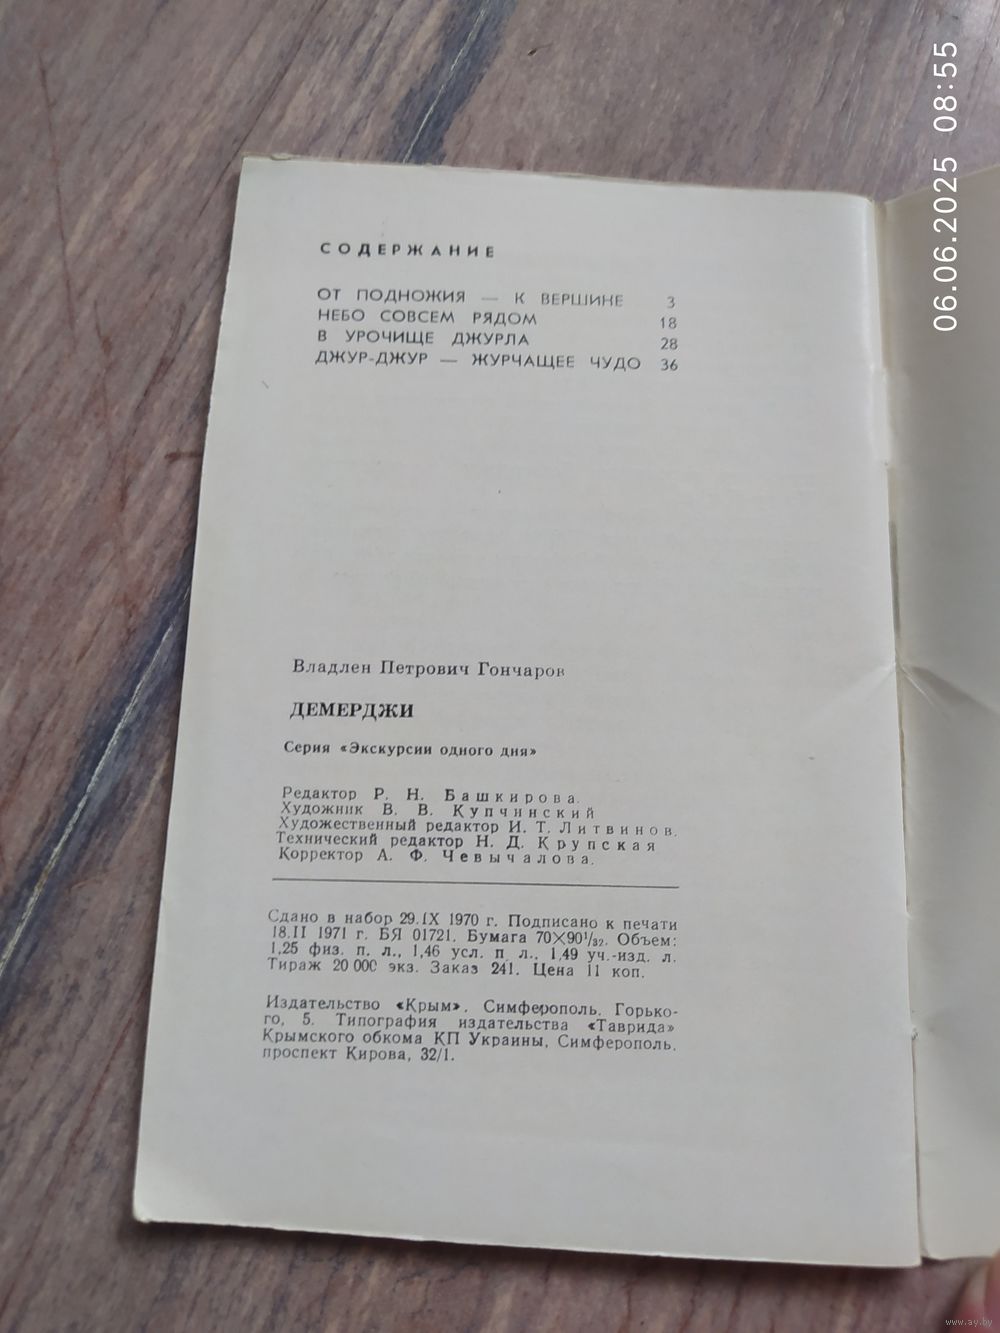 СОДЕРЖАНИЕ
ОТ ПОДНОЖИЯ — К ВЕРШИНЕ 3
НЕБО СОВСЕМ РЯДОМ 18
В УРОЧИЩЕ ДЖУРЛА 28
ДЖУР-ДЖУР — ЖУРЧАЩЕЕ ЧУДО 36
Владлен Петрович Гончаров
ДЕМЕРДЖИ
Серия «Экскурсии одного дня»
Редактор Р. Н. Башкирова.
Художник В. В. Купчинский
Художественный редактор И. Т. Литвинов.
Технический редактор Н. Д. Крупская
Корректор А. Ф. Чевычалова.
Сдано в набор 29.IX 1970 г. Подписано к печати
18.II 1971 г. БЯ 01721. Бумага 70×90¹/₃₂. Объем:
1,25 физ. п. л., 1,46 усл. п л., 1,49 уч.-изд. л.
Тираж 20 000 экз. Заказ 241. Цена 11 коп.
Издательство «Крым». Симферополь, Горько-
го, 5. Типография издательства «Таврида»
Крымского обкома КП Украины, Симферополь,
проспект Кирова, 32/1.
06.06.2025 08:55
www.ay.by